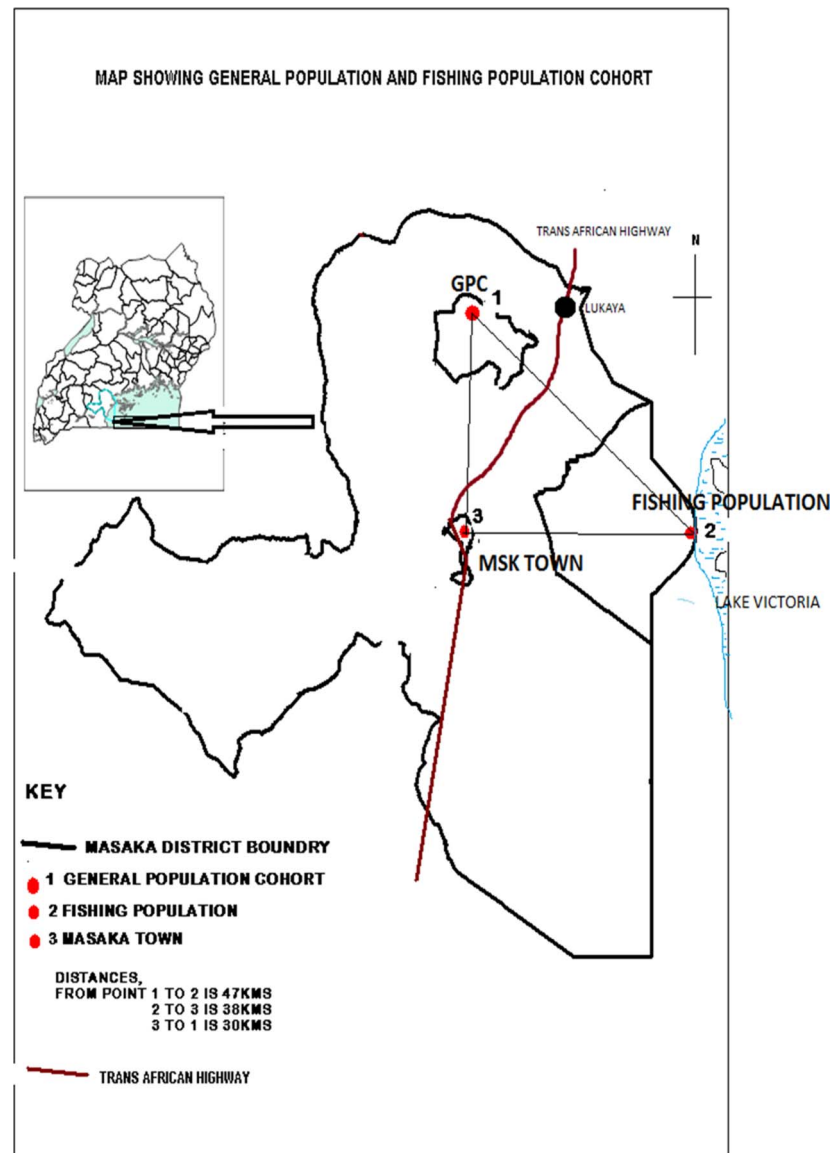 MAP SHOWING GENERAL POPULATION AND FISHING POPULATION COHORT
TRANS AFRICAN HIGHWAY
N
GPC
1
LUKAYA
FISHING POPULATION
3
2
MSK TOWN
LAKE VICTORIA
KEY
MASAKA DISTRICT BOUNDRY
1 GENERAL POPULATION COHORT
2 FISHING POPULATION
3 MASAKA TOWN
DISTANCES,
FROM POINT 1 TO 2 IS 47KMS
2 TO 3 IS 38KMS
3 TO 1 IS 30KMS
TRANS AFRICAN HIGHWAY